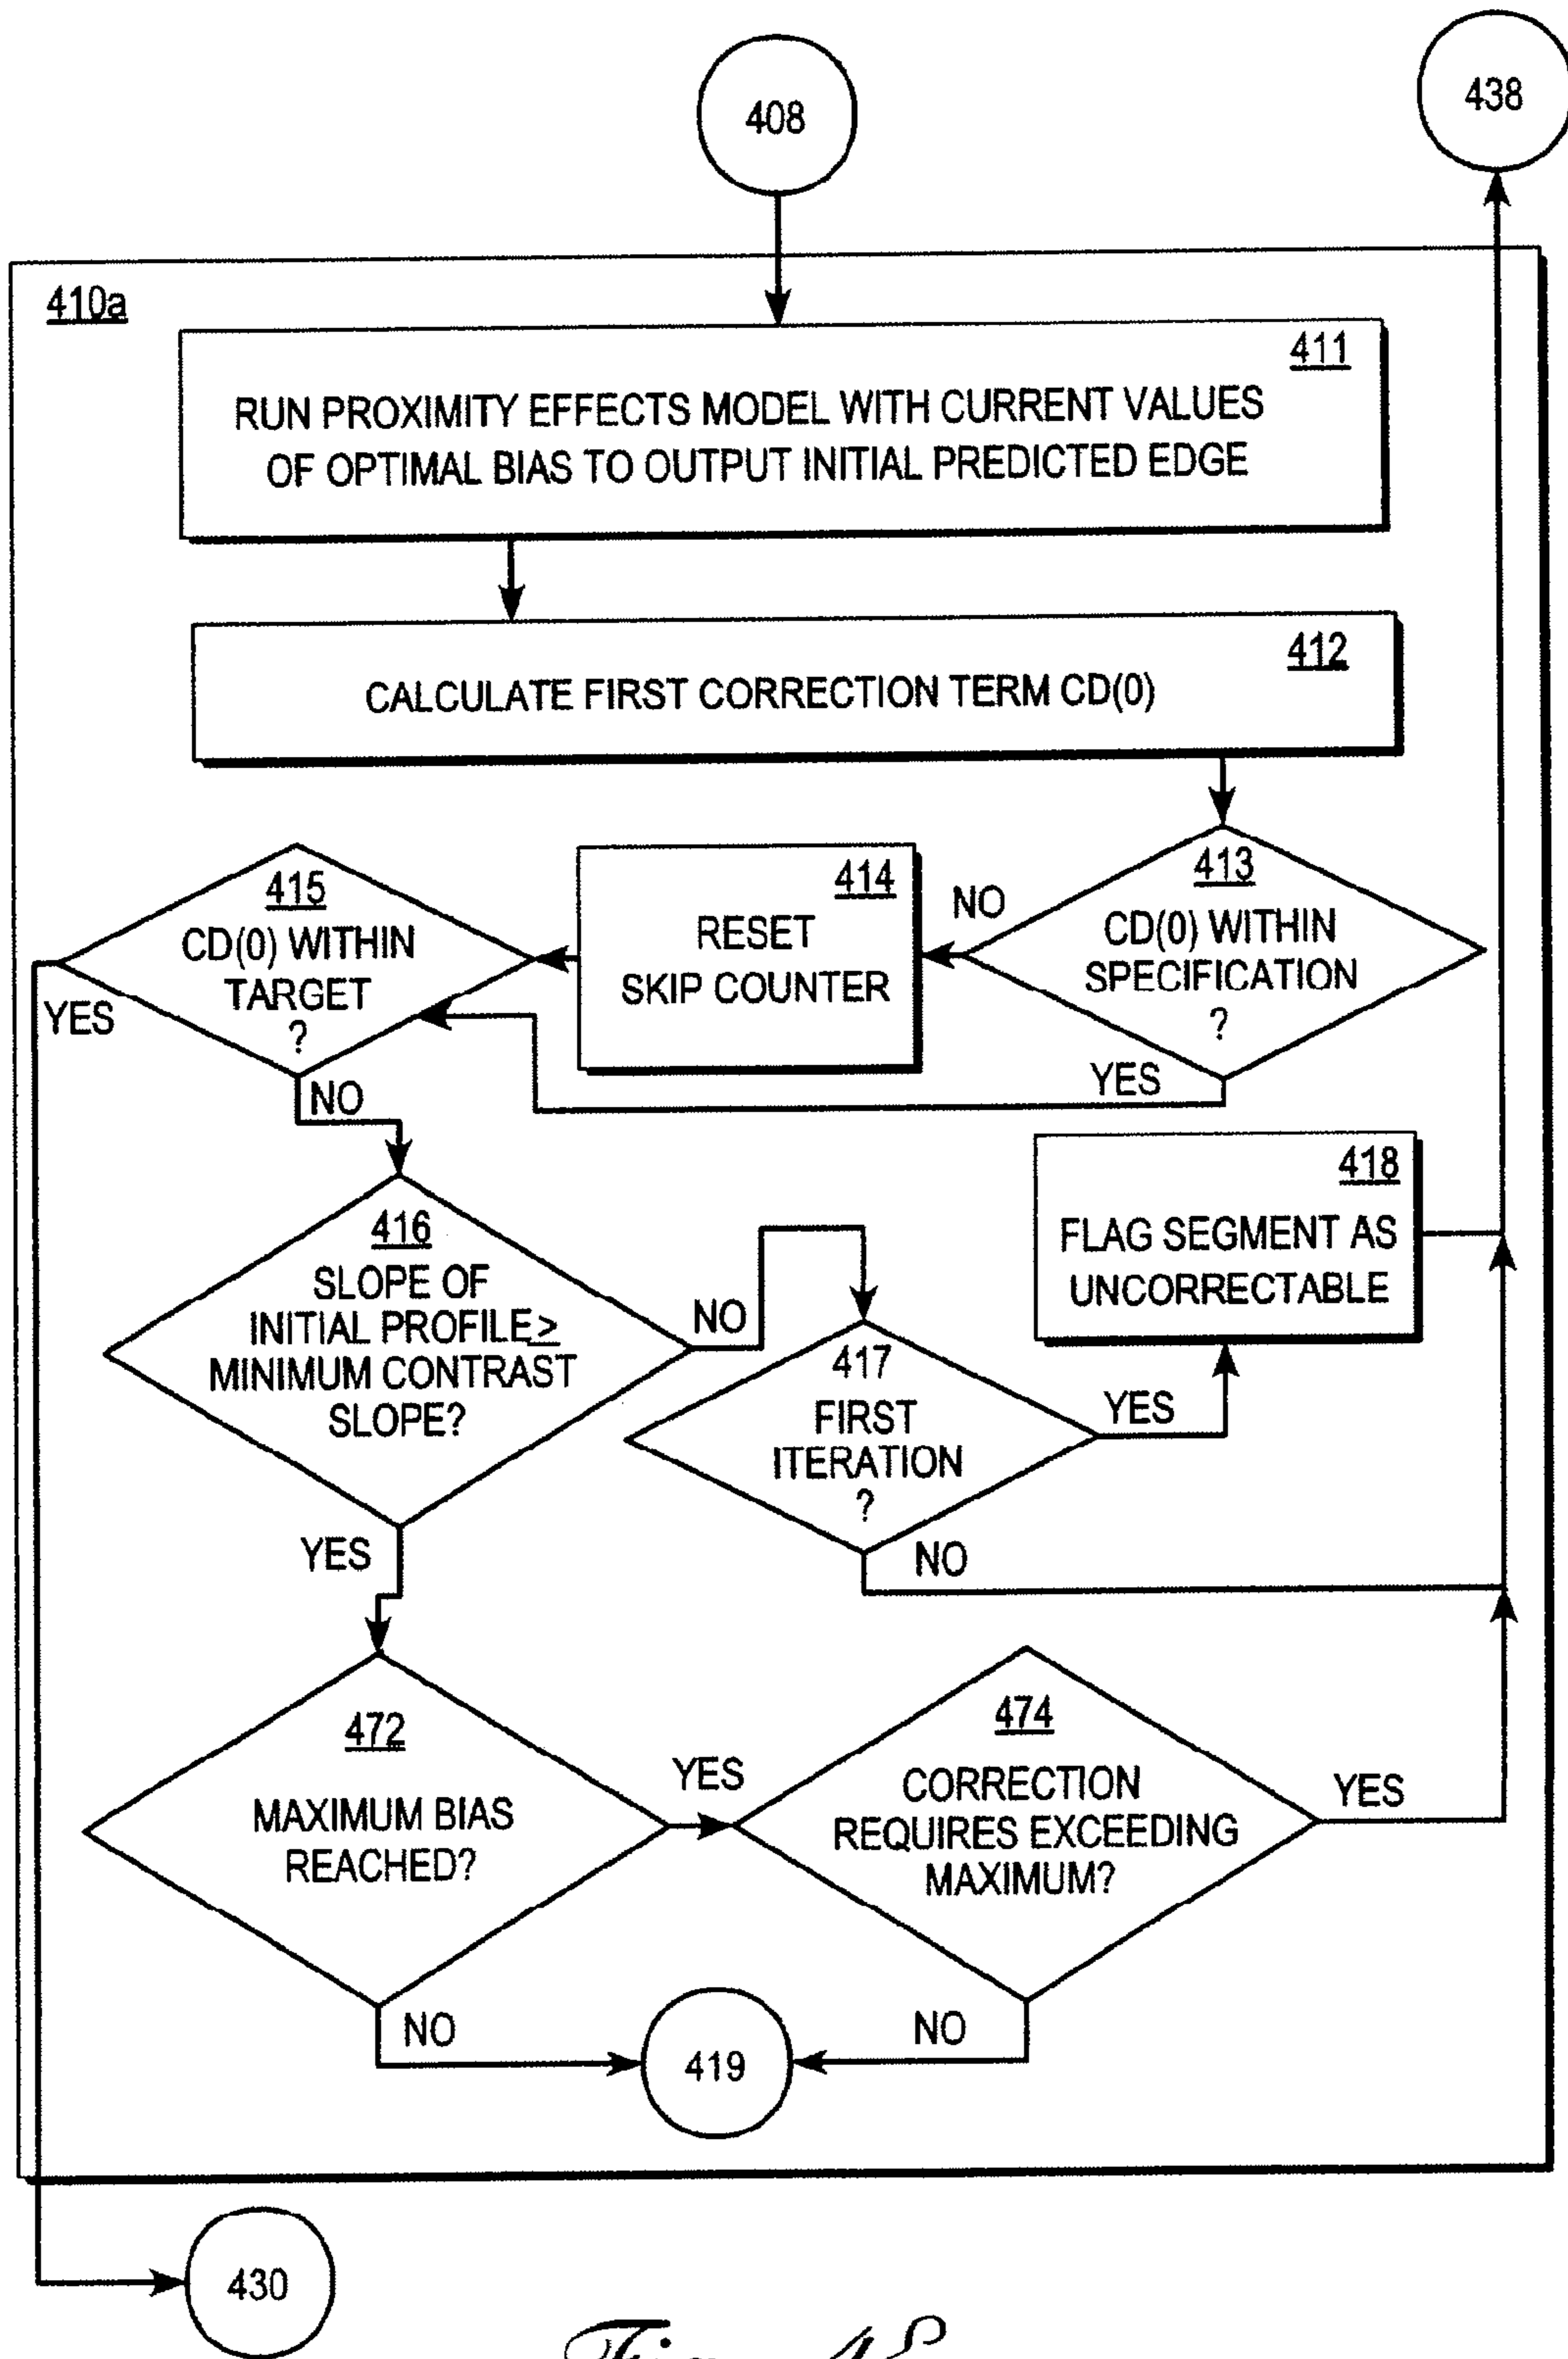 408
438
410a
411
RUN PROXIMITY EFFECTS MODEL WITH CURRENT VALUES
OF OPTIMAL BIAS TO OUTPUT INITIAL PREDICTED EDGE
412
CALCULATE FIRST CORRECTION TERM CD(0)
413
CD(0) WITHIN
SPECIFICATION
?
NO
YES
414
RESET
SKIP COUNTER
415
CD(0) WITHIN
TARGET
?
YES
NO
416
SLOPE OF
INITIAL PROFILE ≥
MINIMUM CONTRAST
SLOPE?
NO
YES
417
FIRST
ITERATION
?
YES
NO
418
FLAG SEGMENT AS
UNCORRECTABLE
472
MAXIMUM BIAS
REACHED?
YES
NO
474
CORRECTION
REQUIRES EXCEEDING
MAXIMUM?
YES
NO
419
430